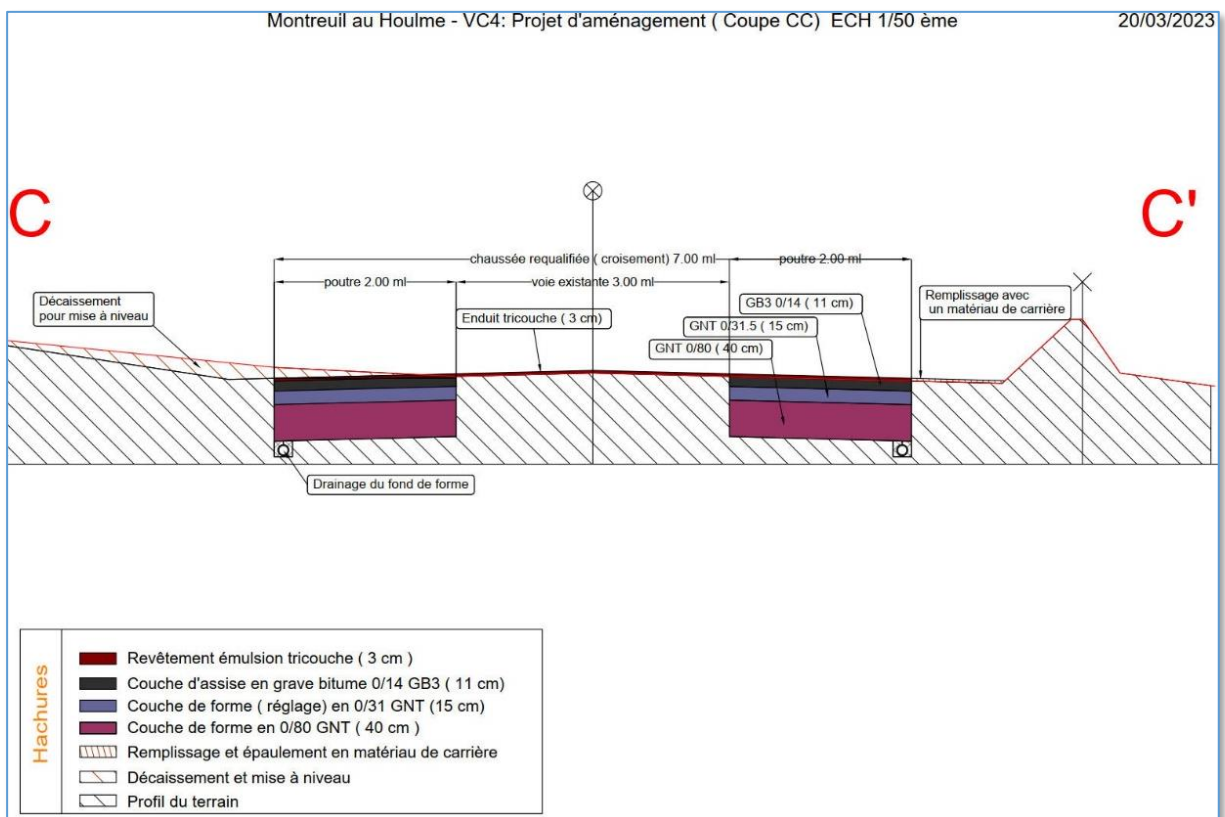 Montreuil au Houlme - VC4: Projet d'aménagement ( Coupe CC) ECH 1/50 ème
20/03/2023
C
C'
chaussée requalifiée ( croisement) 7.00 ml
poutre 2.00 ml
poutre 2.00 ml
voie existante 3.00 ml
Décaissement
pour mise à niveau
Enduit tricouche ( 3 cm)
GB3 0/14 ( 11 cm)
GNT 0/31.5 ( 15 cm)
GNT 0/80 ( 40 cm)
Remplissage avec
un matériau de carrière
Drainage du fond de forme
Hachures
Revêtement émulsion tricouche ( 3 cm )
Couche d'assise en grave bitume 0/14 GB3 ( 11 cm)
Couche de forme ( réglage) en 0/31 GNT (15 cm)
Couche de forme en 0/80 GNT ( 40 cm )
Remplissage et épaulement en matériau de carrière
Décaissement et mise à niveau
Profil du terrain